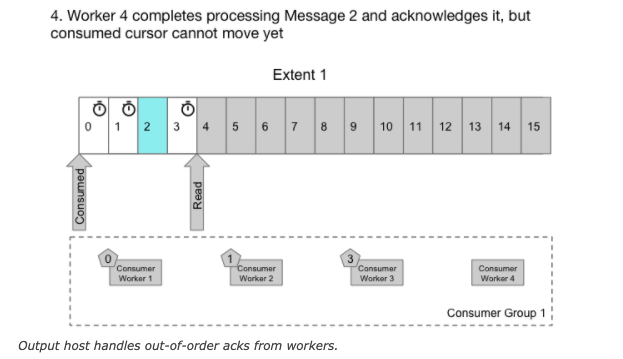 4. Worker 4 completes processing Message 2 and acknowledges it, but
consumed cursor cannot move yet
Extent 1
0 1 2 3 4 5 6 7 8 9 10 11 12 13 14 15
Consumed
Read
0
Consumer
Worker 1
1
Consumer
Worker 2
3
Consumer
Worker 3
Consumer
Worker 4
Consumer Group 1
Output host handles out-of-order acks from workers.